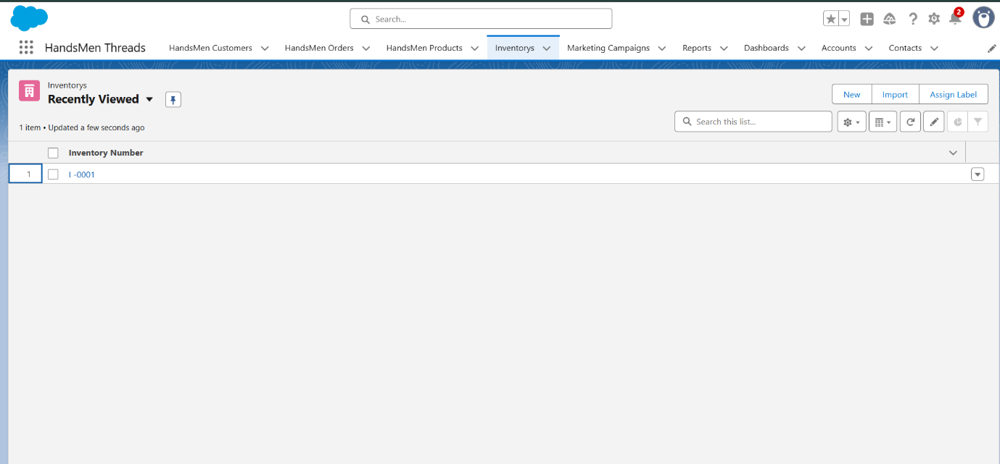 Search...
2
HandsMen Threads
HandsMen Customers
HandsMen Orders
HandsMen Products
Inventorys
Marketing Campaigns
Reports
Dashboards
Accounts
Contacts
Inventorys
Recently Viewed
New
Import
Assign Label
1 item • Updated a few seconds ago
Search this list...
Inventory Number
1
I -0001